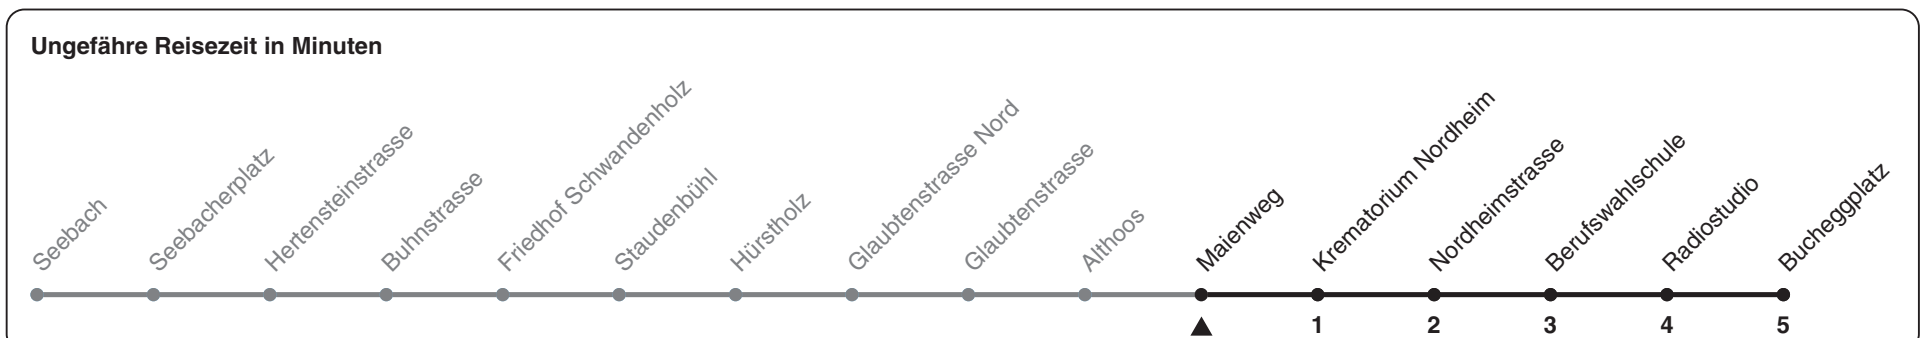 Ungefähre Reisezeit in Minuten
Seebach
Seebacherplatz
Hertensteinstrasse
Buhnstrasse
Friedhof Schwandenholz
Staudenbühl
Hürstholz
Glaubtenstrasse Nord
Glaubtenstrasse
Althoos
Maienweg
Krematorium Nordheim
Nordheimstrasse
Berufswahlschule
Radiostudio
Bucheggplatz
1 2 3 4 5